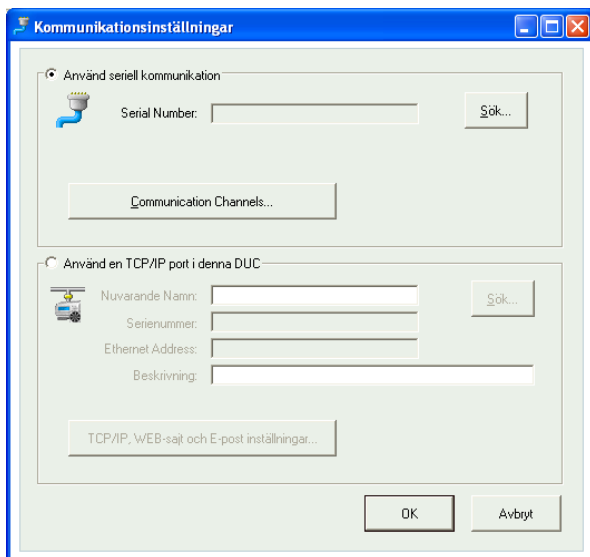 Kommunikationsinställningar
Använd seriell kommunikation
Serial Number:
Sök...
Communication Channels...
Använd en TCP/IP port i denna DUC
Nuvarande Namn:
Sök...
Serienummer:
Ethernet Address:
Beskrivning:
TCP/IP, WEB-sajt och E-post inställningar...
OK
Avbryt